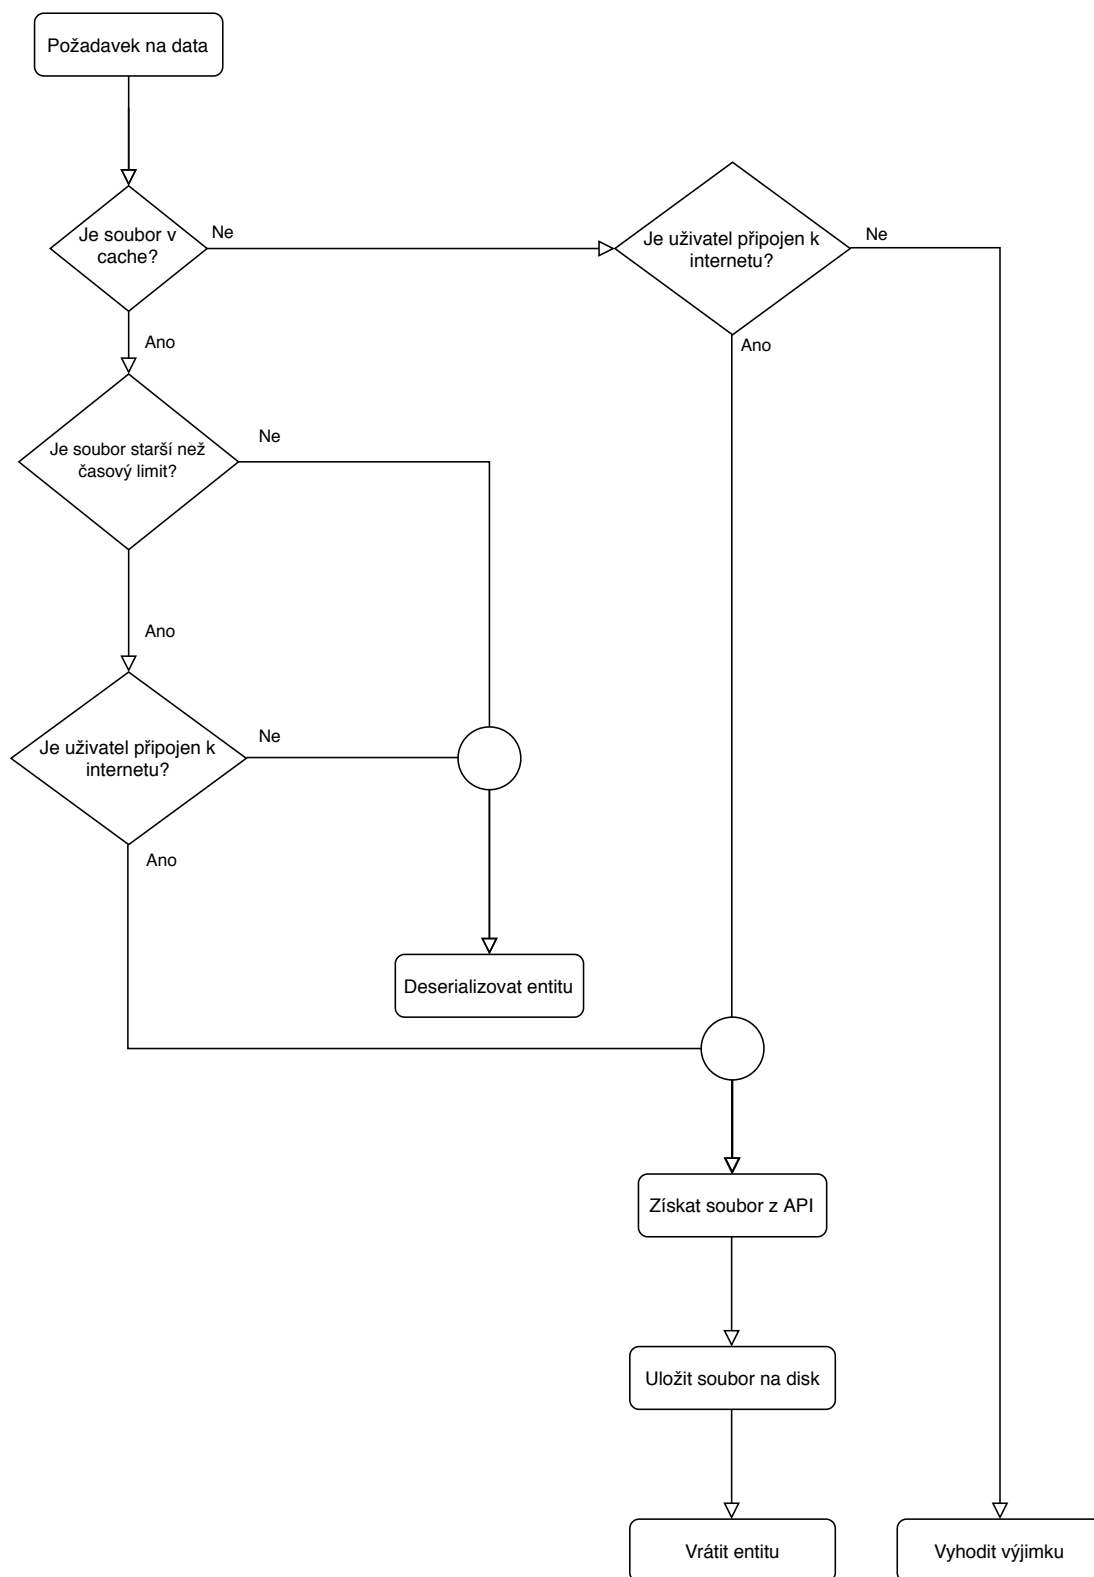 Požadavek na data
Je soubor v
cache?
Ne
Je uživatel připojen k
internetu?
Ne
Ano
Ano
Je soubor starší než
časový limit?
Ne
Ano
Je uživatel připojen k
internetu?
Ne
Ano
Deserializovat entitu
Získat soubor z API
Uložit soubor na disk
Vrátit entitu
Vyhodit výjimku